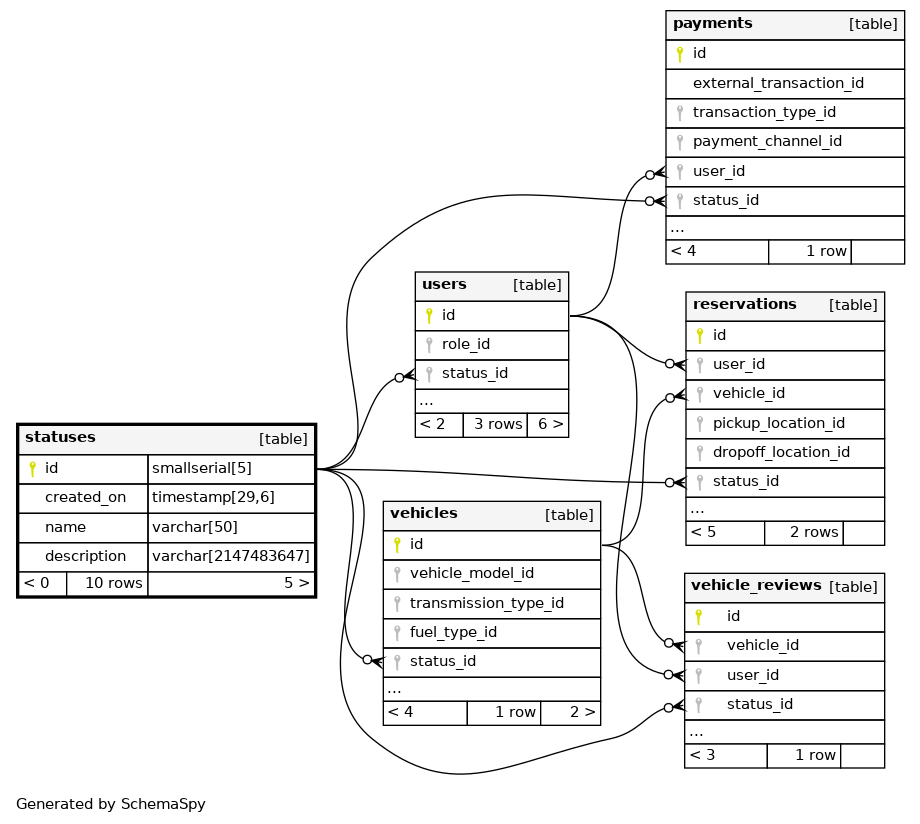 payments [table]
id
external_transaction_id
transaction_type_id
payment_channel_id
user_id
status_id
...
< 4 1 row
users [table]
id
role_id
status_id
...
< 2 3 rows 6 >
reservations [table]
id
user_id
vehicle_id
pickup_location_id
dropoff_location_id
status_id
...
< 5 2 rows
statuses [table]
id smallserial[5]
created_on timestamp[29,6]
name varchar[50]
description varchar[2147483647]
< 0 10 rows 5 >
vehicles [table]
id
vehicle_model_id
transmission_type_id
fuel_type_id
status_id
...
< 4 1 row 2 >
vehicle_reviews [table]
id
vehicle_id
user_id
status_id
...
< 3 1 row
Generated by SchemaSpy